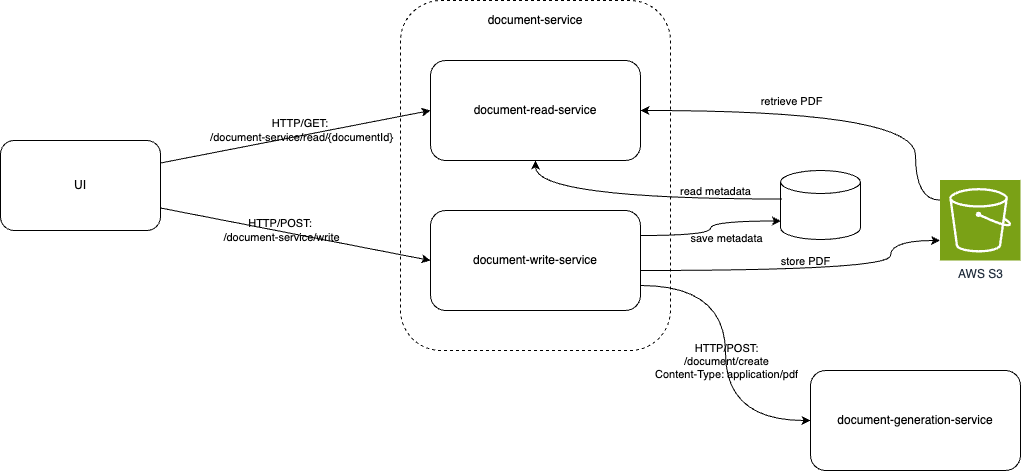 document-service
document-read-service
retrieve PDF
HTTP/GET:
/document-service/read/{documentId}
UI
read metadata
HTTP/POST:
/document-service/write
save metadata
document-write-service
store PDF
AWS S3
HTTP/POST:
/document/create
Content-Type: application/pdf
document-generation-service